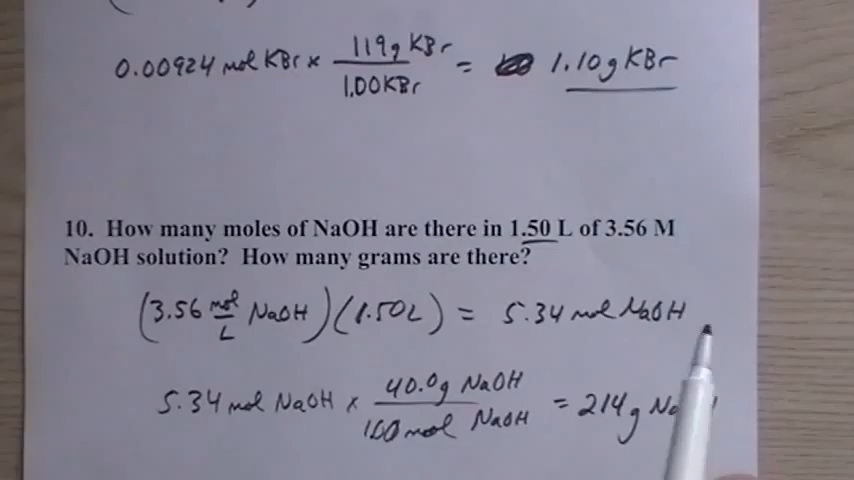 0.00924 mol KBr × 119g KBr / 1.00KBr = 1.10g KBr
10. How many moles of NaOH are there in 1.50 L of 3.56 M
NaOH solution? How many grams are there?
(3.56 mol/L NaOH)(1.50L) = 5.34 mol NaOH
5.34 mol NaOH × 40.0g NaOH / 1.00 mol NaOH = 214g